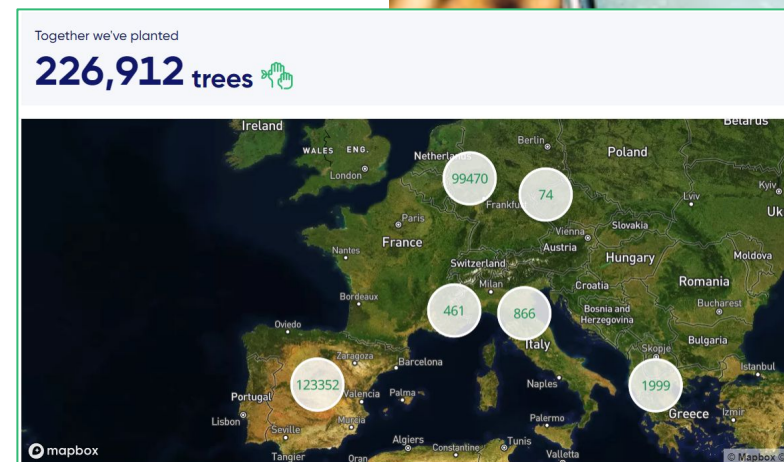 Together we've planted
226,912 trees
Ireland
Belarus
WALES ENG.
Berlin
Netherlands
Poland
London
99470
74
Kyiv
Lviv
Frankfurt
Paris
Vienna
Slovakia
France
Austria
Nantes
Hungary
Moldova
Switzerland
Milan
Croatia
Romania
Bordeaux
461
866
Bosnia and
Herzegovina
Bucharest
Oviedo
Italy
Bulgaria
Skopje
Zaragoza
Barcelona
Istanbul
123352
Naples
1999
Portugal
Valencia
Palma
Greece
Izmir
Lisbon
Murcia
Palermo
Seville
Algiers
Constantine
Tunis
mapbox
Tangier
Oran
Valletta
© Mapbox ©